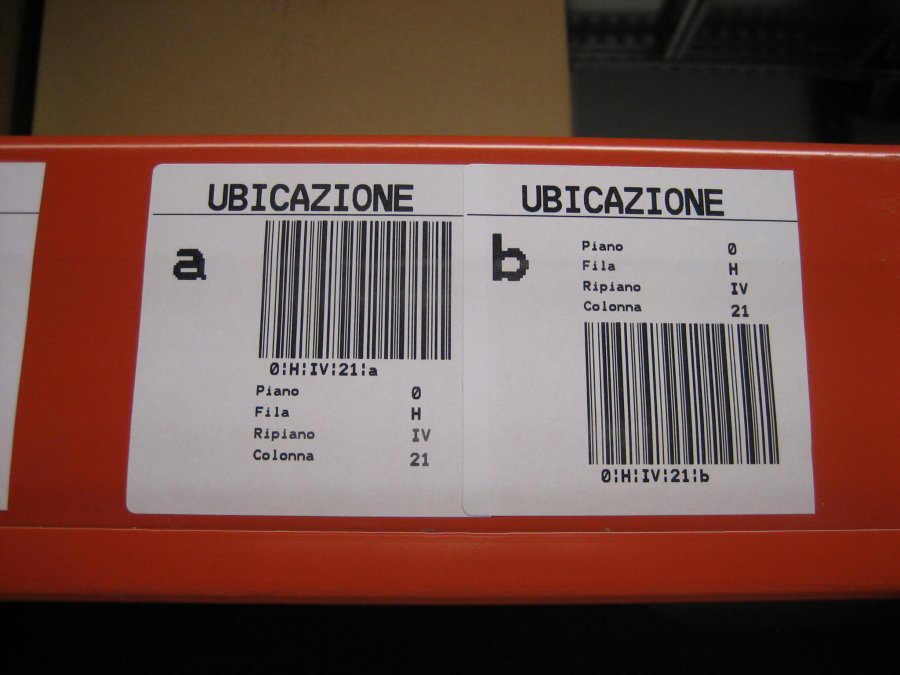 UBICAZIONE
a
0¦H¦IV¦21¦a
Piano 0
Fila H
Ripiano IV
Colonna 21
UBICAZIONE
b
Piano 0
Fila H
Ripiano IV
Colonna 21
0¦H¦IV¦21¦b